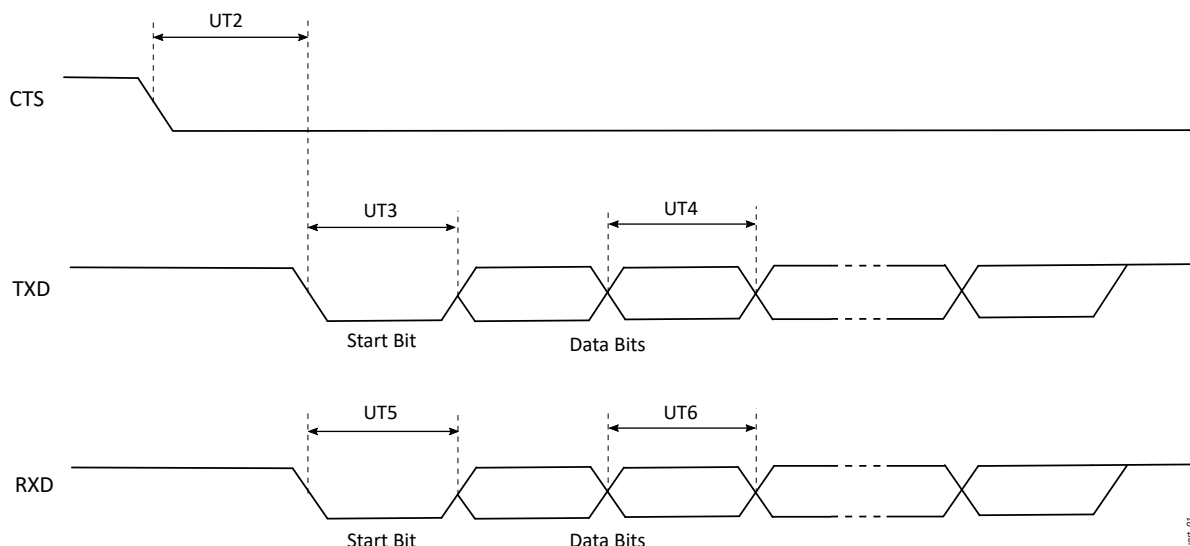 UT2
CTS
UT3
UT4
TXD
Start Bit
Data Bits
UT5
UT6
RXD
Start Bit
Data Bits